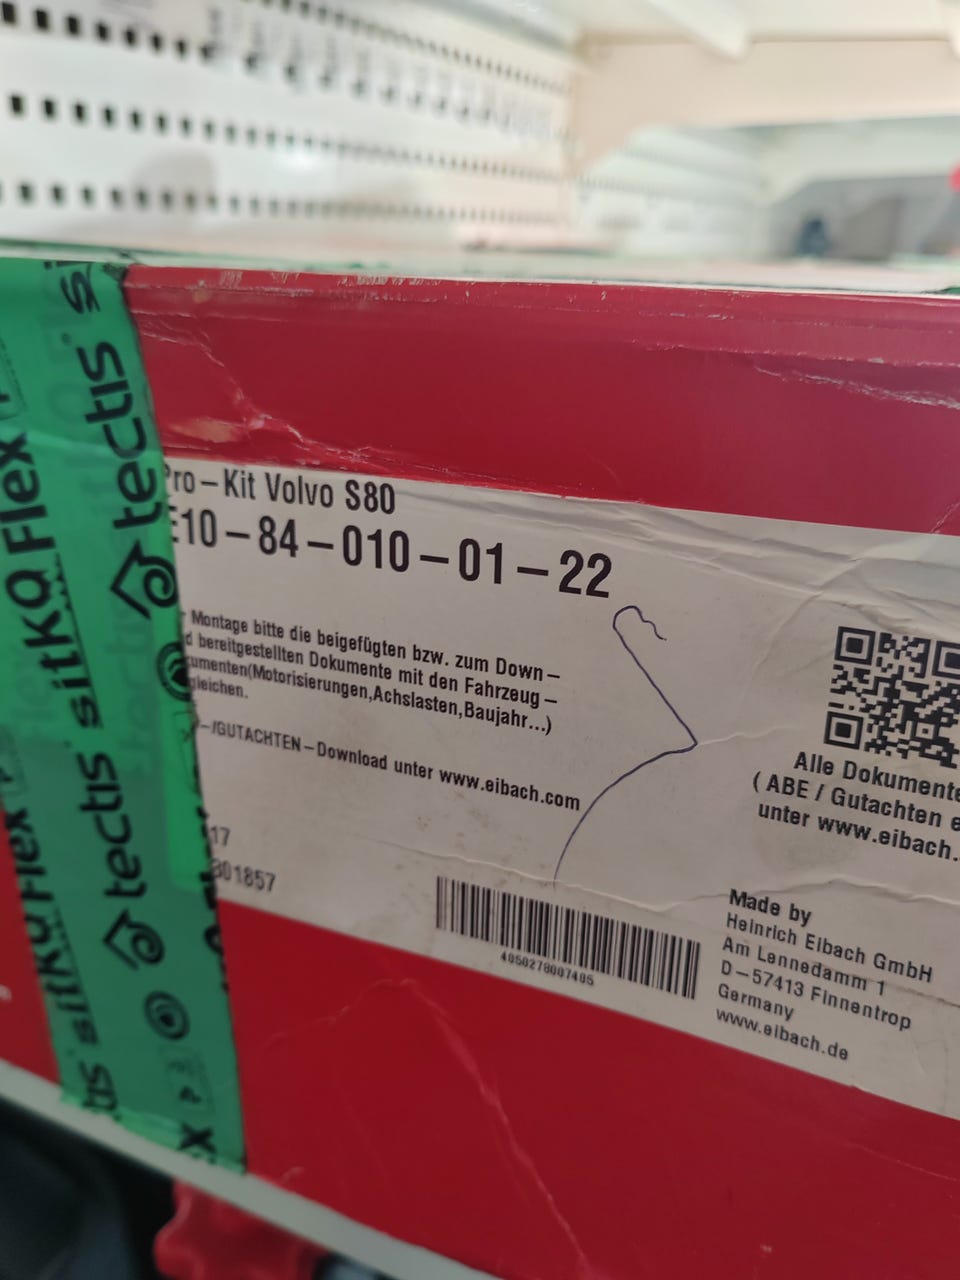 Pro-Kit Volvo S80
E10-84-010-01-22
Montage bitte die beigefügten bzw. zum Down-
bereitgestellten Dokumente mit den Fahrzeug-
(Motorisierungen,Achslasten,Baujahr...)
gleichen.
-/GUTACHTEN-Download unter www.eibach.com
17
301857
4050278007405
Alle Dokumente
( ABE / Gutachten
unter www.eibach.
Made by
Heinrich Eibach GmbH
Am Lennedamm 1
D-57413 Finnentrop
Germany
www.eibach.de
sitKO Flex
tectis
sitKO
tectis